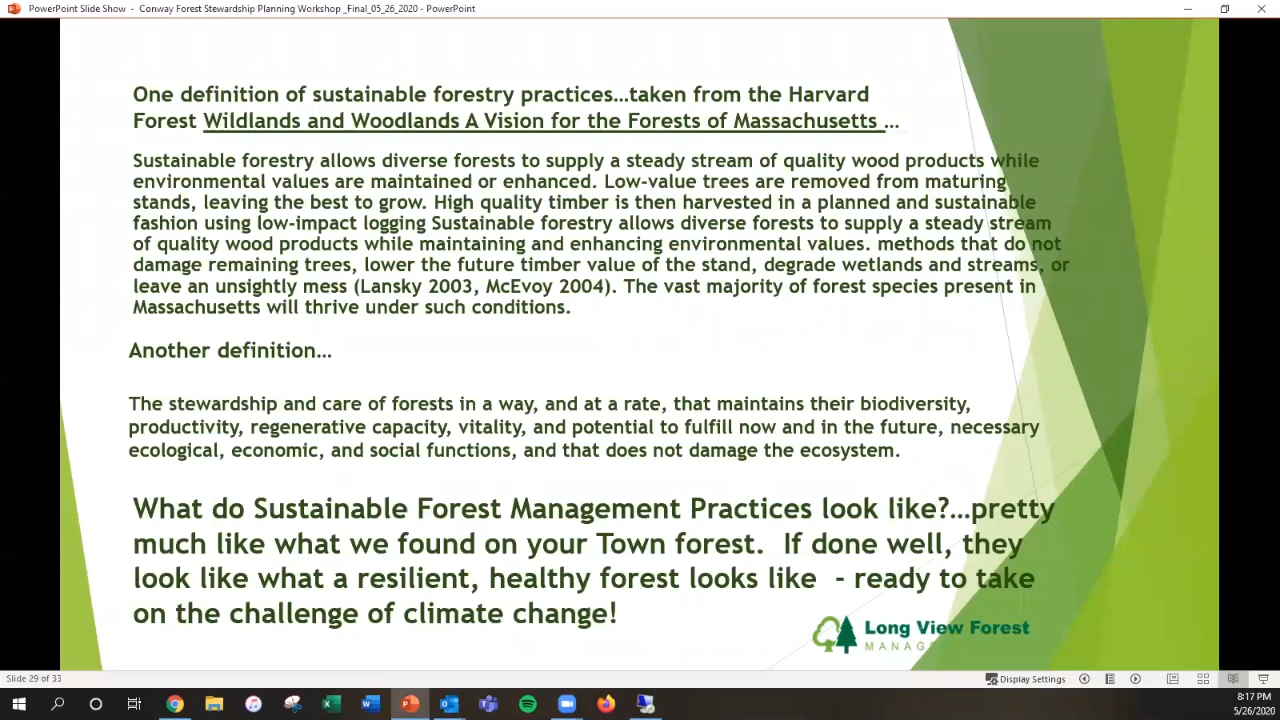 PowerPoint Slide Show - Conway Forest Stewardship Planning Workshop _Final_05_26_2020 - PowerPoint
One definition of sustainable forestry practices…taken from the Harvard
Forest Wildlands and Woodlands A Vision for the Forests of Massachusetts …
Sustainable forestry allows diverse forests to supply a steady stream of quality wood products while
environmental values are maintained or enhanced. Low-value trees are removed from maturing
stands, leaving the best to grow. High quality timber is then harvested in a planned and sustainable
fashion using low-impact logging Sustainable forestry allows diverse forests to supply a steady stream
of quality wood products while maintaining and enhancing environmental values. methods that do not
damage remaining trees, lower the future timber value of the stand, degrade wetlands and streams, or
leave an unsightly mess (Lansky 2003, McEvoy 2004). The vast majority of forest species present in
Massachusetts will thrive under such conditions.
Another definition…
The stewardship and care of forests in a way, and at a rate, that maintains their biodiversity,
productivity, regenerative capacity, vitality, and potential to fulfill now and in the future, necessary
ecological, economic, and social functions, and that does not damage the ecosystem.
What do Sustainable Forest Management Practices look like?…pretty
much like what we found on your Town forest.  If done well, they
look like what a resilient, healthy forest looks like  - ready to take
on the challenge of climate change!
Long View Forest
Slide 29 of 33
Display Settings
8:17 PM
5/26/2020